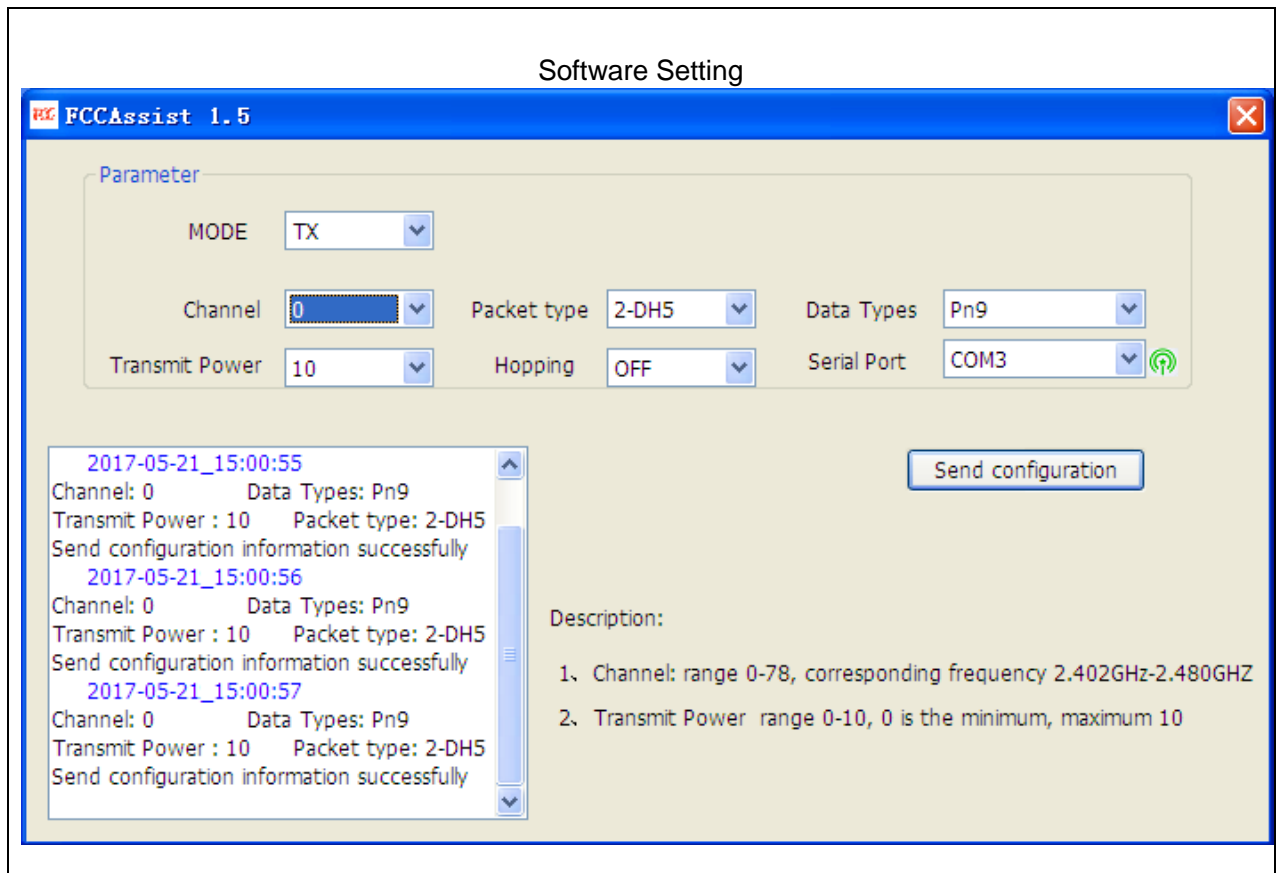 Software Setting
FCCAssist 1.5
Parameter
MODE TX
Channel 0 Packet type 2-DH5 Data Types Pn9
Transmit Power 10 Hopping OFF Serial Port COM3
2017-05-21_15:00:55
Channel: 0 Data Types: Pn9
Transmit Power : 10 Packet type: 2-DH5
Send configuration information successfully
2017-05-21_15:00:56
Channel: 0 Data Types: Pn9
Transmit Power : 10 Packet type: 2-DH5
Send configuration information successfully
2017-05-21_15:00:57
Channel: 0 Data Types: Pn9
Transmit Power : 10 Packet type: 2-DH5
Send configuration information successfully
Send configuration
Description:
1、Channel: range 0-78, corresponding frequency 2.402GHz-2.480GHZ
2、Transmit Power range 0-10, 0 is the minimum, maximum 10